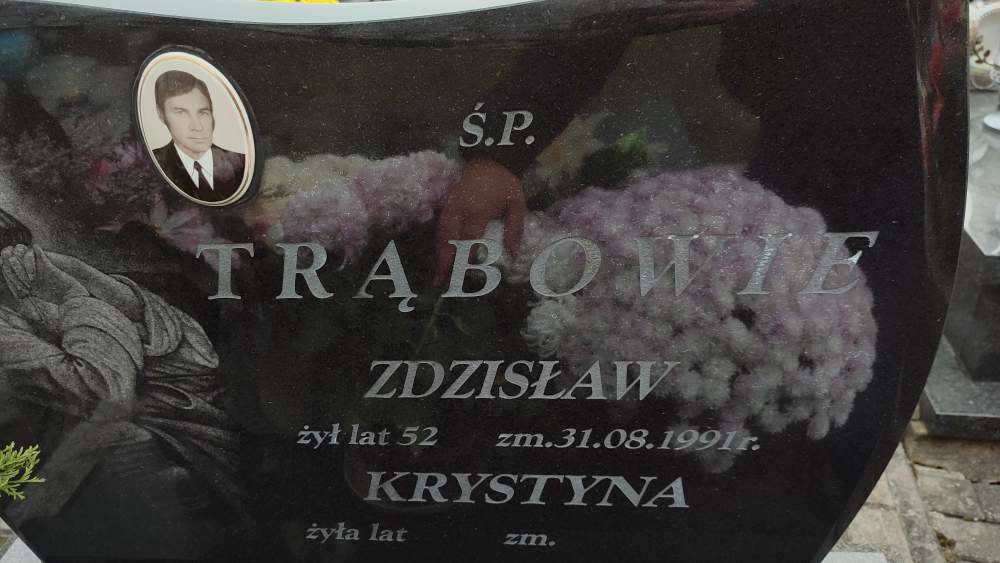 Ś.P.
TRĄBOWIE
ZDZISŁAW
żył lat 52 zm.31.08.1991r.
KRYSTYNA
żyła lat zm.